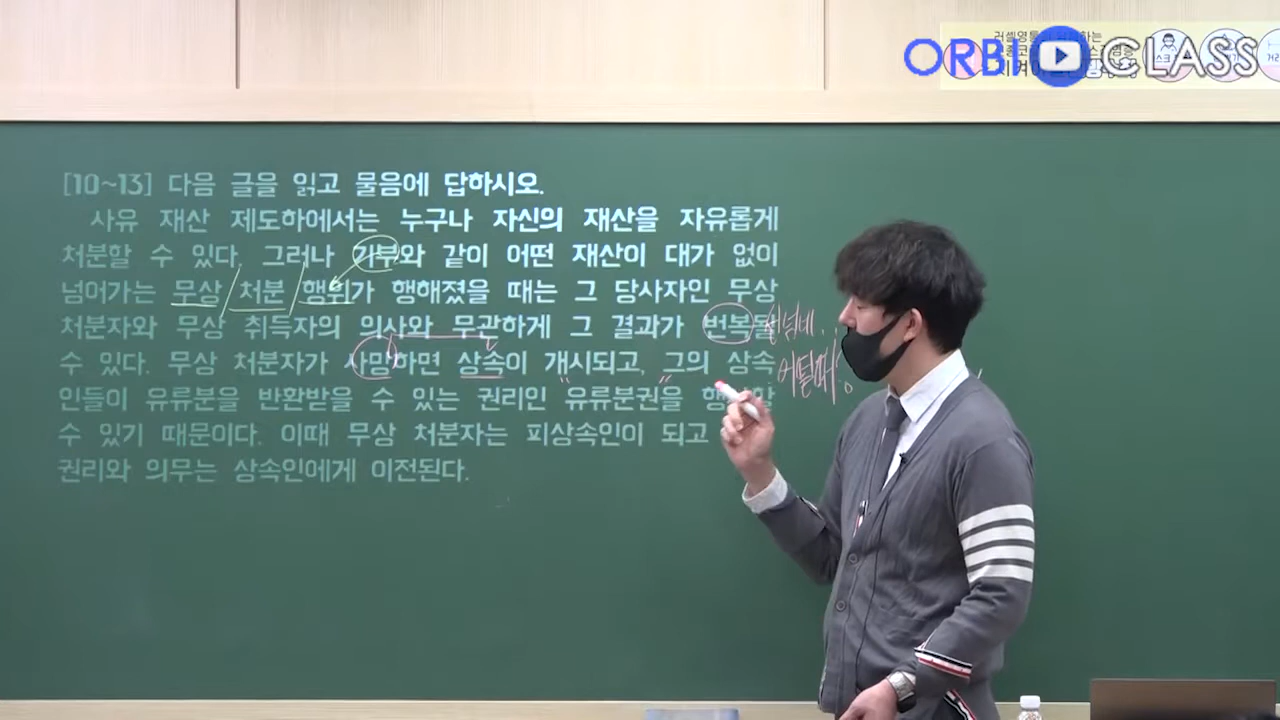 ORBI CLASS
[10~13] 다음 글을 읽고 물음에 답하시오.
사유 재산 제도하에서는 누구나 자신의 재산을 자유롭게
처분할 수 있다. 그러나 기부와 같이 어떤 재산이 대가 없이
넘어가는 무상 처분 행위가 행해졌을 때는 그 당사자인 무상
처분자와 무상 취득자의 의사와 무관하게 그 결과가 번복될
수 있다. 무상 처분자가 사망하면 상속이 개시되고, 그의 상속
어떨때?
인들이 유류분을 반환받을 수 있는 권리인 "유류분권"을
수 있기 때문이다. 이때 무상 처분자는 피상속인이 되고
권리와 의무는 상속인에게 이전된다.